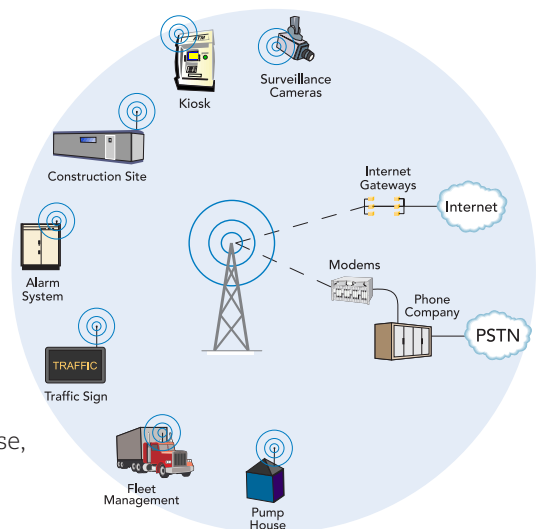 ATM
Kiosk
Surveillance
Cameras
Construction Site
Internet
Gateways
Internet
Alarm
System
Modems
Phone
Company
PSTN
TRAFFIC
Traffic Sign
se,
Fleet
Management
Pump
House